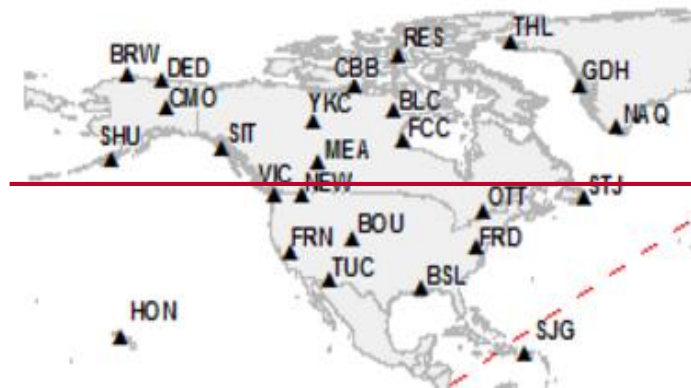 THL
RES
BRW
DED
CBB
GDH
CMO
YKC
BLC
NAQ
FCC
SHU
SIT
MEA
VIC
NEW
STJ
OTT
BOU
FRN
FRD
TUC
BSL
HON
SJG